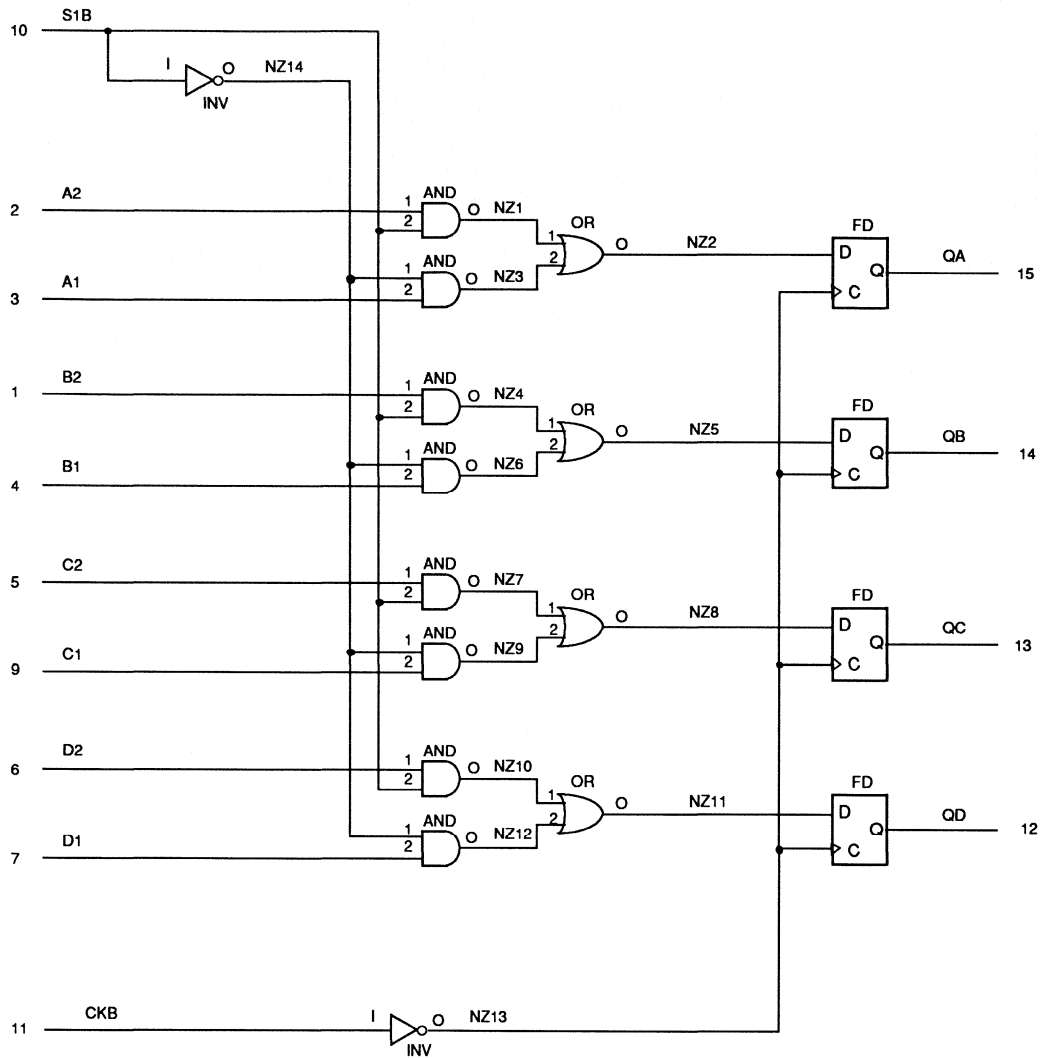 S1B
10
I O NZ14
INV
A2 AND
2 1 2 O NZ1 OR
1 2 O NZ2 FD
D Q C QA 15
AND
A1 1 2 O NZ3
3
B2 AND
1 1 2 O NZ4 OR
1 2 O NZ5 FD
D Q C QB 14
AND
B1 1 2 O NZ6
4
C2 AND
5 1 2 O NZ7 OR
1 2 O NZ8 FD
D Q C QC 13
AND
C1 1 2 O NZ9
9
D2 AND
6 1 2 O NZ10 OR
1 2 O NZ11 FD
D Q C QD 12
AND
D1 1 2 O NZ12
7
CKB I O NZ13
11
INV